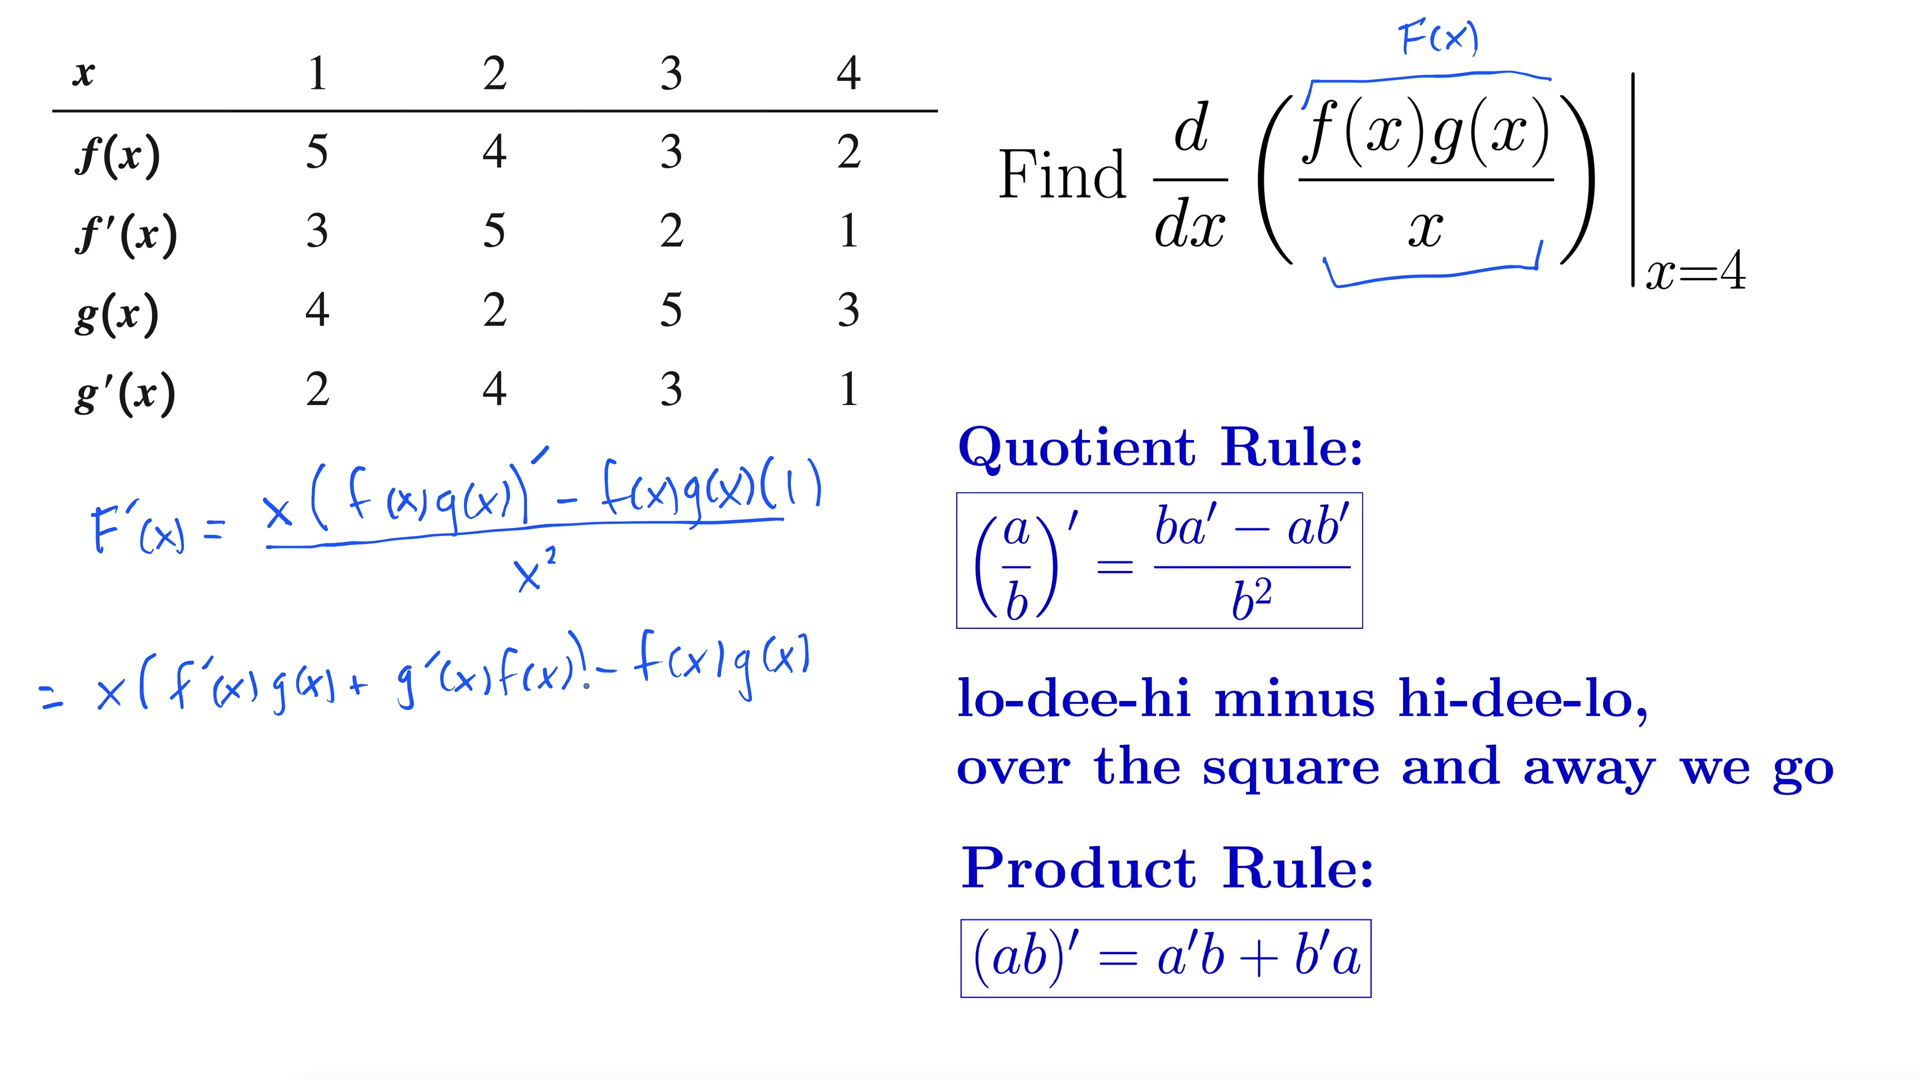 x 1 2 3 4
f(x) 5 4 3 2
f′(x) 3 5 2 1
g(x) 4 2 5 3
g′(x) 2 4 3 1
F(x)
Find d/dx ( f(x)g(x) / x ) |x=4
F′(x) = x(f(x)g(x))′ - f(x)g(x)(1) / x²
= x(f′(x)g(x) + g′(x)f(x)) - f(x)g(x)
Quotient Rule:
(a/b)′ = ba′ − ab′ / b²
lo-dee-hi minus hi-dee-lo,
over the square and away we go
Product Rule:
(ab)′ = a′b + b′a